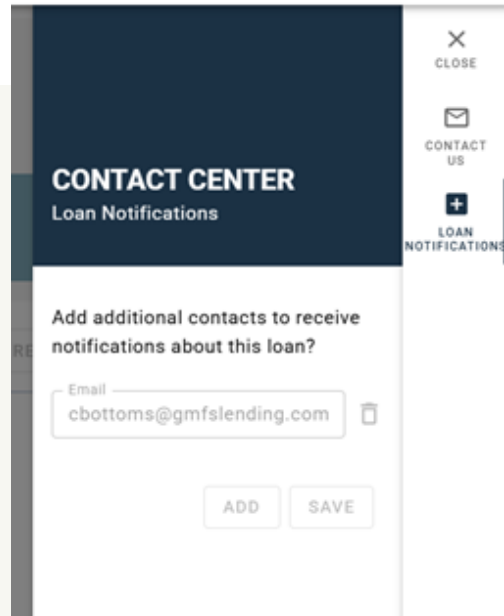 CONTACT CENTER
Loan Notifications
Add additional contacts to receive
notifications about this loan?
Email
cbottoms@gmfslending.com
ADD SAVE
CLOSE
CONTACT
US
LOAN
NOTIFICATIONS
RE